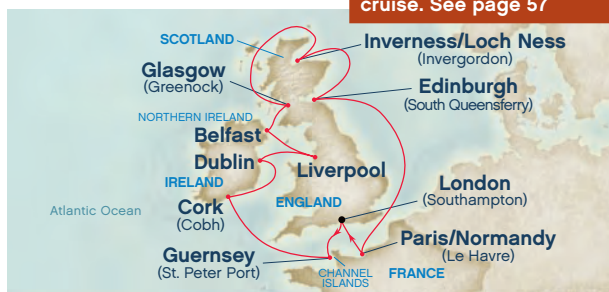 cruise. See page 57
SCOTLAND
Inverness/Loch Ness
(Invergordon)
Glasgow
(Greenock)
Edinburgh
(South Queensferry)
NORTHERN IRELAND
Belfast
Dublin
Liverpool
IRELAND
ENGLAND
London
(Southampton)
Cork
(Cobh)
Atlantic Ocean
Guernsey
(St. Peter Port)
Paris/Normandy
(Le Havre)
CHANNEL
ISLANDS
FRANCE